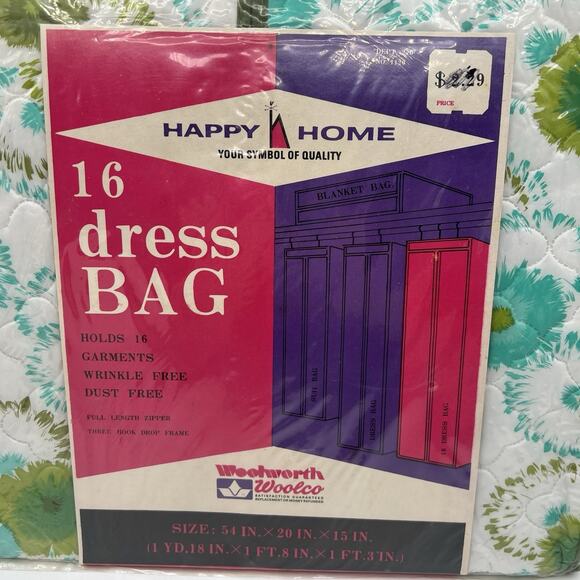 DEPT.
NO.
$2.29
PRICE
HAPPY HOME
YOUR SYMBOL OF QUALITY
16
dress
BAG
HOLDS 16
GARMENTS
WRINKLE FREE
DUST FREE
FULL LENGTH ZIPPER
THREE HOOK DROP FRAME
BLANKET BAG
SUIT BAG
DRESS BAG
16 DRESS BAG
Woolworth
Woolco
SATISFACTION GUARANTEED
REPLACEMENT OR MONEY REFUNDED
SIZE: 54 IN.×20 IN.×15 IN.
(1 YD.18 IN.×1 FT.8 IN.×1 FT.3 IN.)